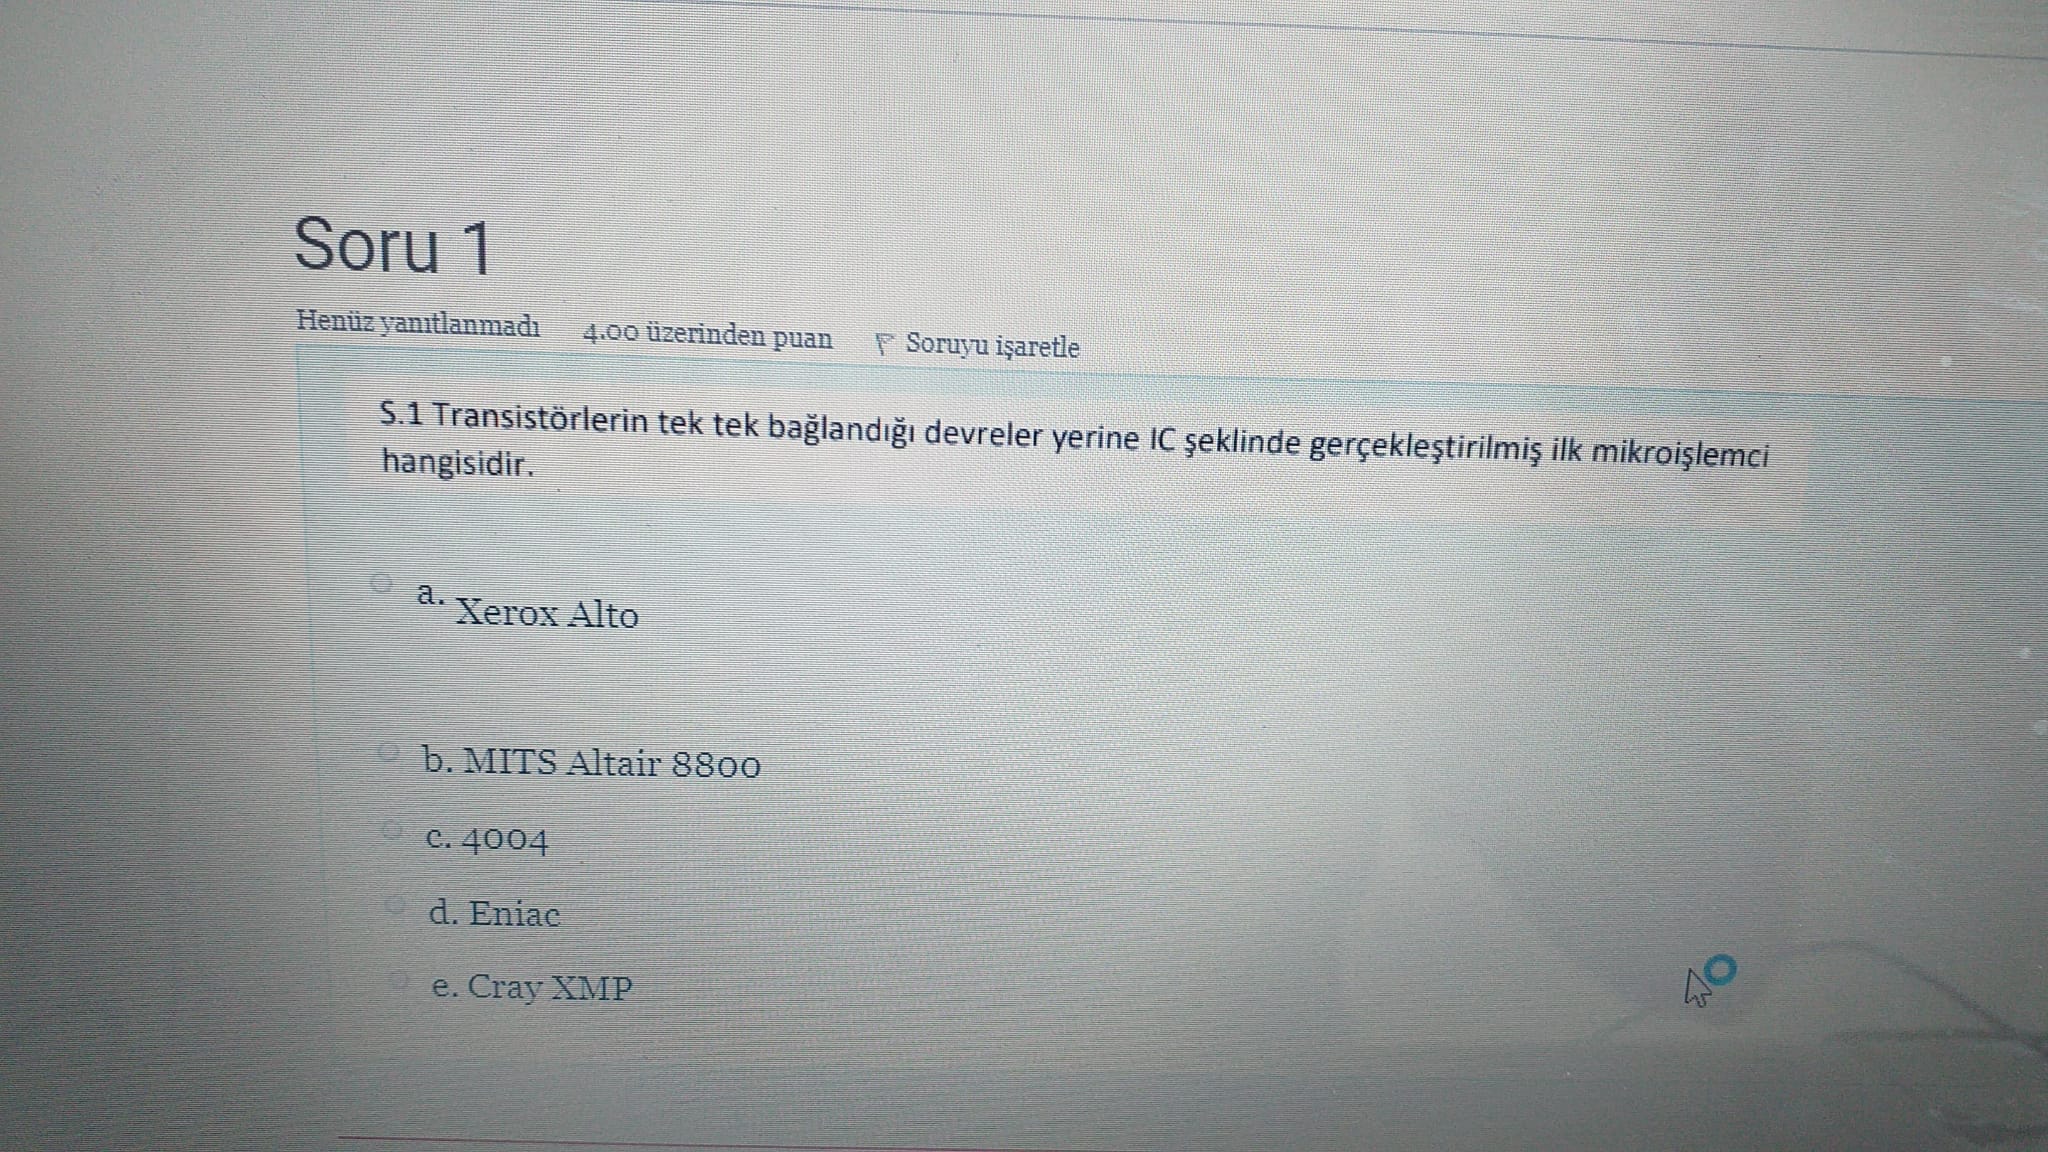 Soru 1
Henüz yanıtlanmadı 4.00 üzerinden puan Soruyu işaretle
S.1 Transistörlerin tek tek bağlandığı devreler yerine IC şeklinde gerçekleştirilmiş ilk mikroişlemci
hangisidir.
a. Xerox Alto
b. MITS Altair 8800
c. 4004
d. Eniac
e. Cray XMP